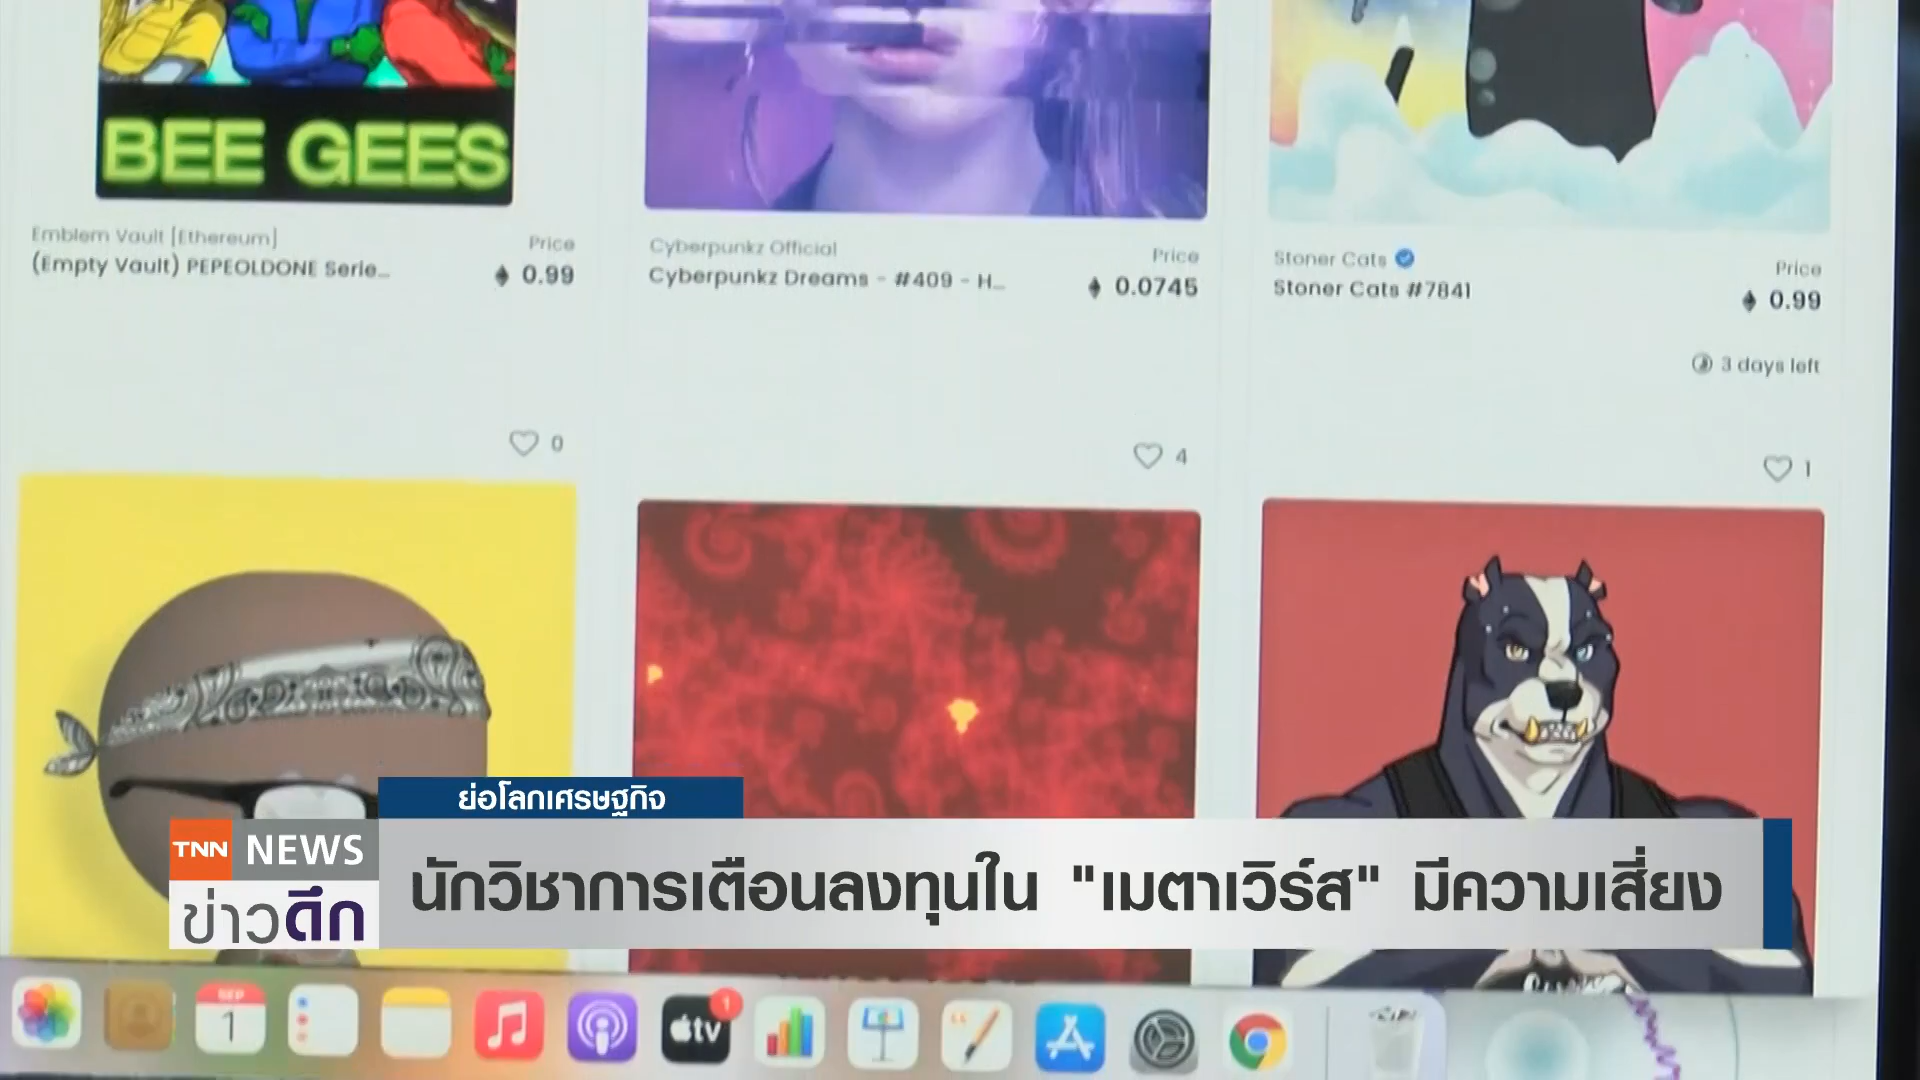 BEE GEES
Emblem Vault [Ethereum]
Price
(Empty Vault) PEPEOLDONE Serie...
0.99
Cyberpunkz Official
Price
Cyberpunkz Dreams - #409 - H...
0.0745
Stoner Cats
Price
Stoner Cats #7841
0.99
3 days left
0
4
1
ย่อโลกเศรษฐกิจ
TNN NEWS
ข่าวดึก
นักวิชาการเตือนลงทุนใน "เมตาเวิร์ส" มีความเสี่ยง
SEP
1
tv
1